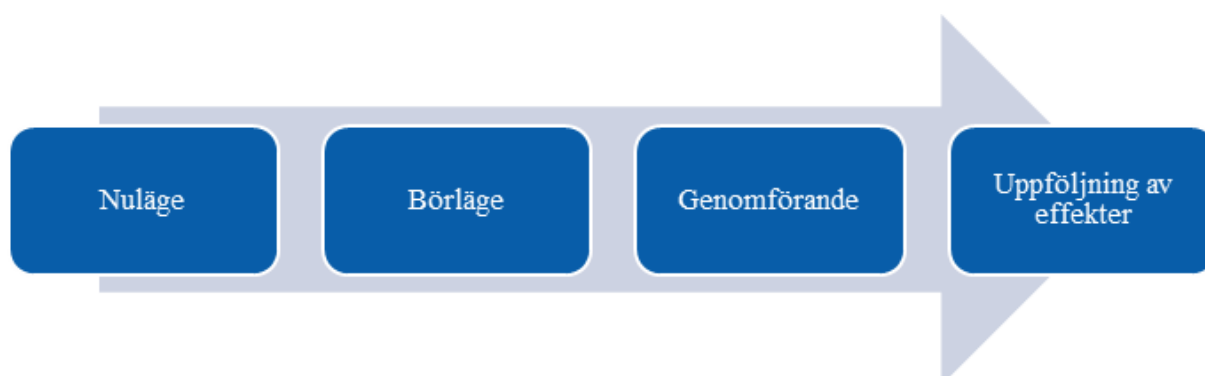 Nuläge
Börläge
Genomförande
Uppföljning av
effekter